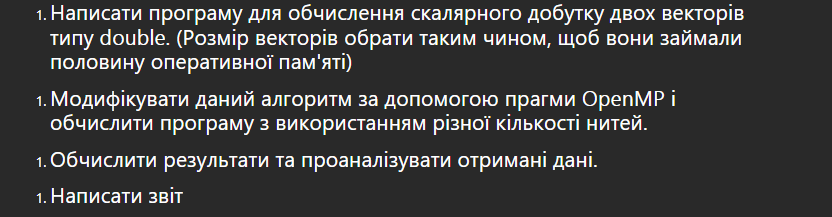 1. Написати програму для обчислення скалярного добутку двох векторів
типу double. (Розмір векторів обрати таким чином, щоб вони займали
половину оперативної пам'яті)
1. Модифікувати даний алгоритм за допомогою прагми OpenMP і
обчислити програму з використанням різної кількості нитей.
1. Обчислити результати та проаналізувати отримані дані.
1. Написати звіт